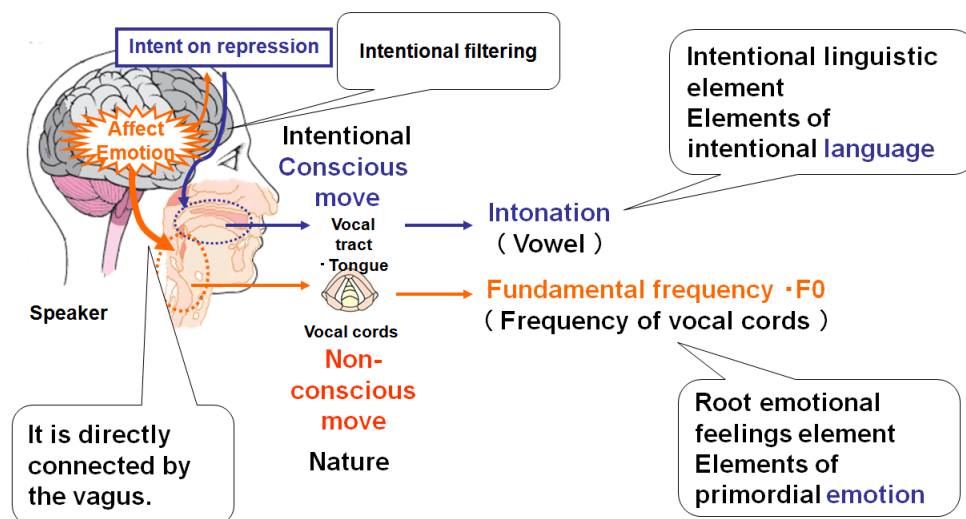 Intent on repression
Intentional filtering
Affect
Emotion
Speaker
It is directly
connected by
the vagus.
Intentional
Conscious
move
Vocal
tract
・Tongue
Vocal cords
Non-
conscious
move
Nature
Intonation
( Vowel )
Fundamental frequency ・F0
( Frequency of vocal cords )
Intentional linguistic
element
Elements of
intentional language
Root emotional
feelings element
Elements of
primordial emotion